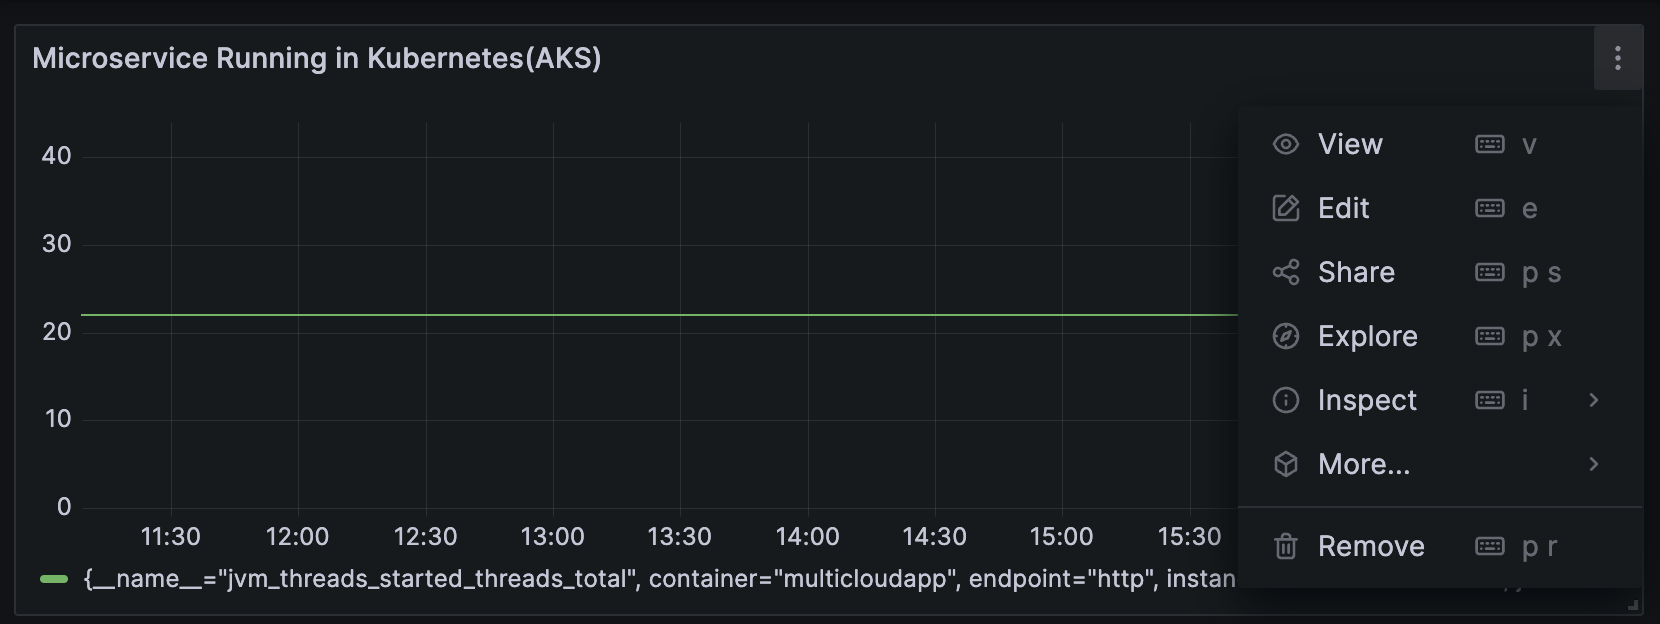 Microservice Running in Kubernetes(AKS)
40
30
20
10
0
11:30 12:00 12:30 13:00 13:30 14:00 14:30 15:00 15:30
{__name__="jvm_threads_started_threads_total", container="multicloudapp", endpoint="http", instan
View v
Edit e
Share p s
Explore p x
Inspect i
More...
Remove p r